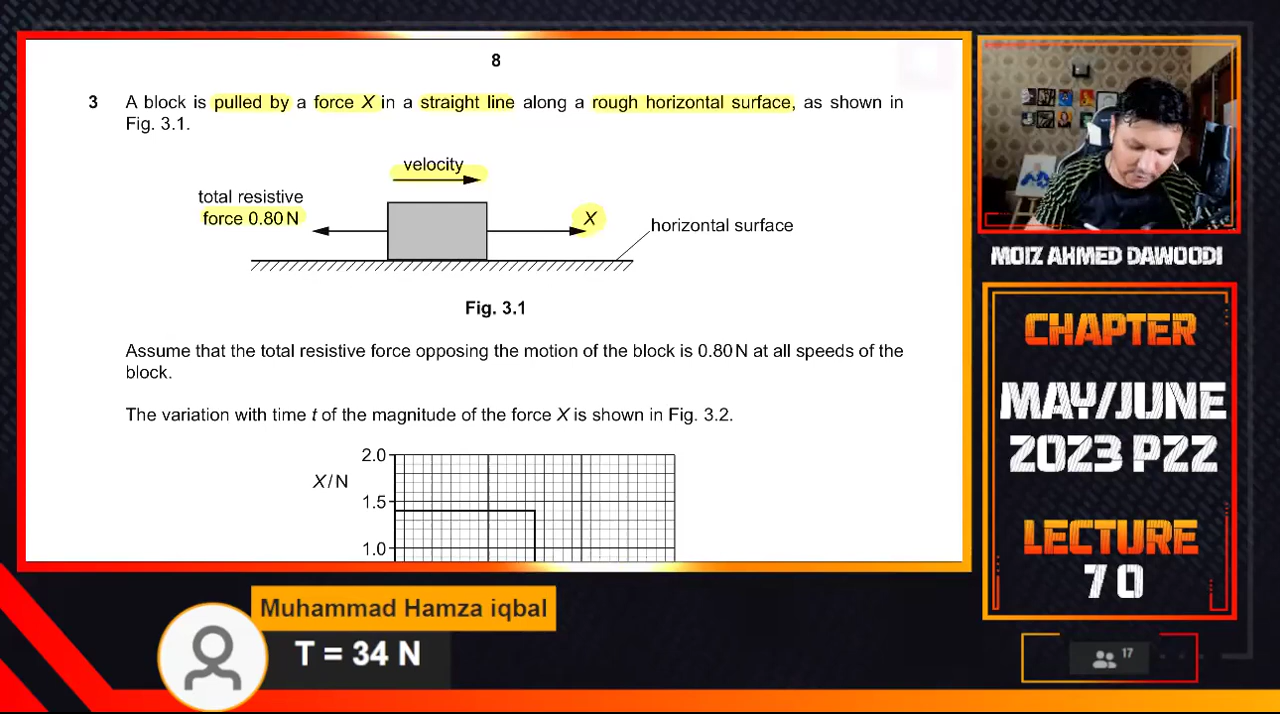 8
3 A block is pulled by a force X in a straight line along a rough horizontal surface, as shown in
Fig. 3.1.
velocity
total resistive
force 0.80 N
X
horizontal surface
Fig. 3.1
Assume that the total resistive force opposing the motion of the block is 0.80 N at all speeds of the
block.
The variation with time t of the magnitude of the force X is shown in Fig. 3.2.
2.0
X/N
1.5
1.0
MOIZ AHMED DAWOODI
CHAPTER
MAY/JUNE
2023 P22
LECTURE
70
Muhammad Hamza iqbal
T = 34 N
17